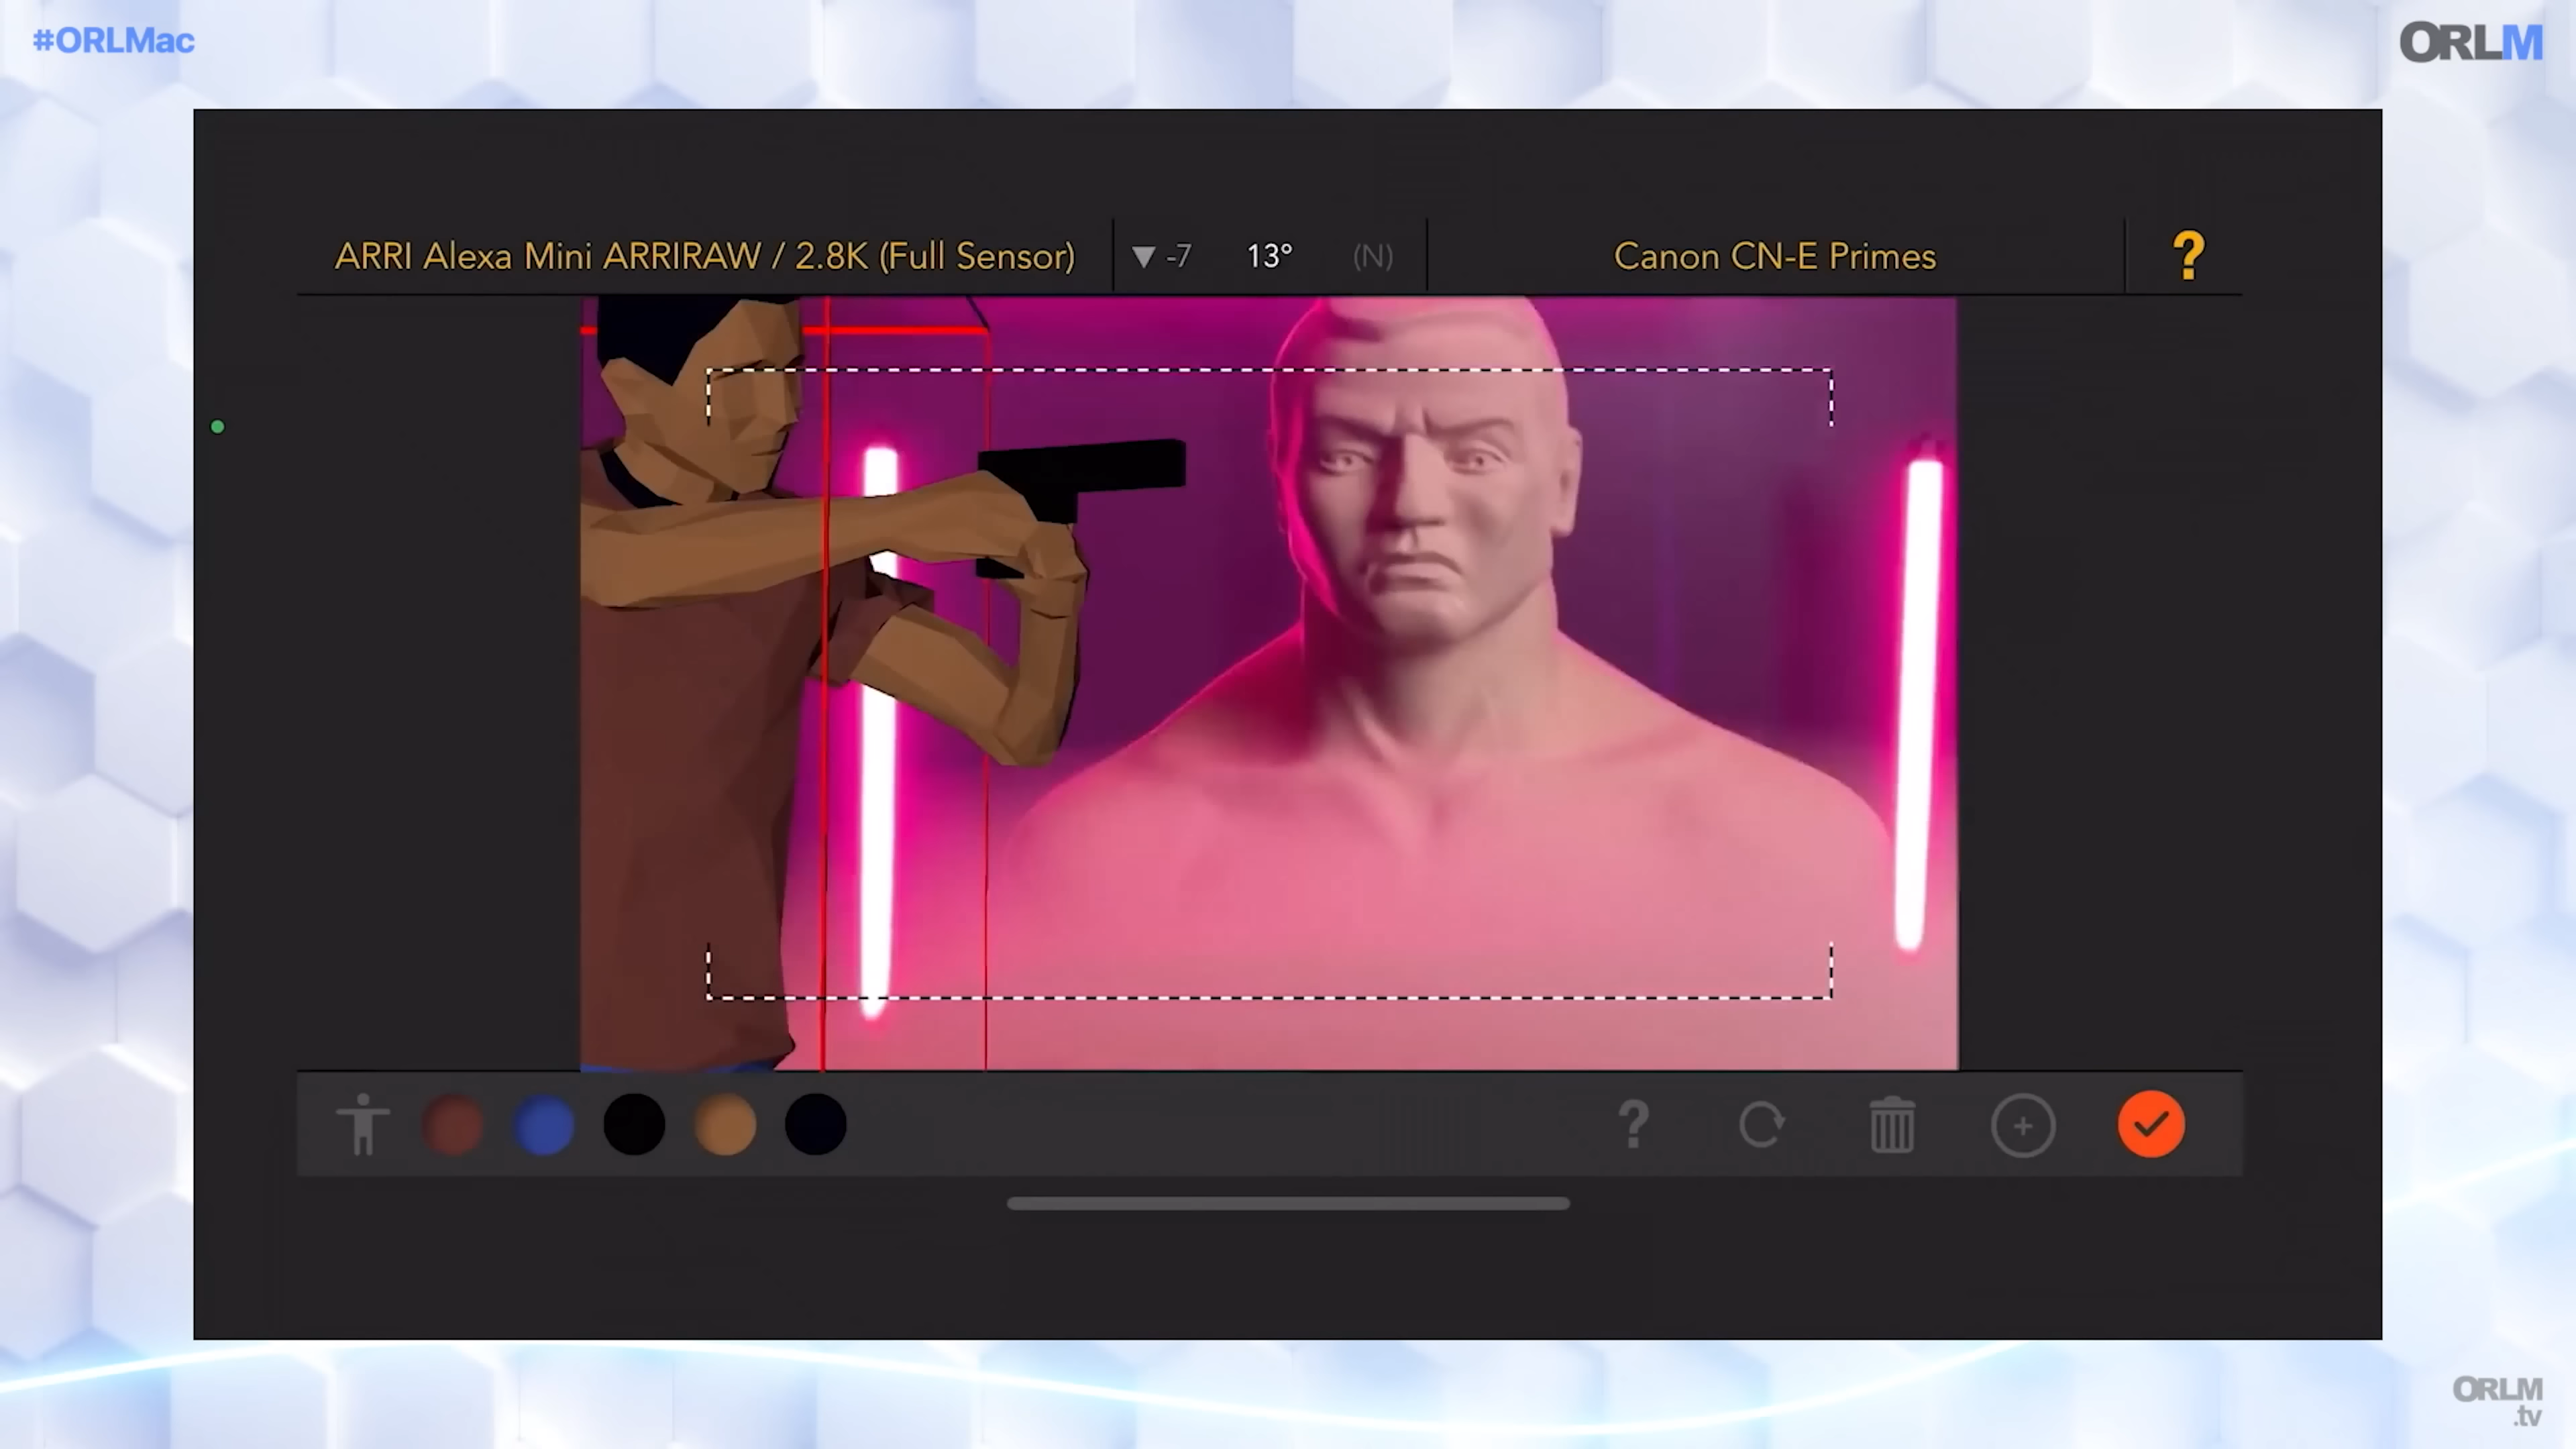 #ORLMac
ORLM
ARRI Alexa Mini ARRIRAW / 2.8K (Full Sensor)
▼ -7 13° (N)
Canon CN-E Primes
?
?
ORLM
.tv